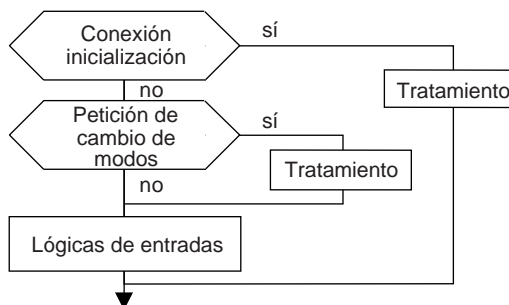 Conexión
inicialización
sí
no
Tratamiento
Petición de
cambio de
modos
sí
no
Tratamiento
Lógicas de entradas